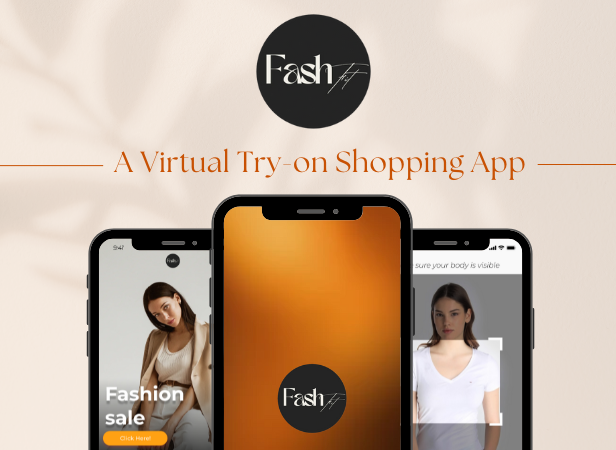 Fash Fit
A Virtual Try-on Shopping App
9:41
sure your body is visible
Fashion
sale
Click Here!
Fash Fit